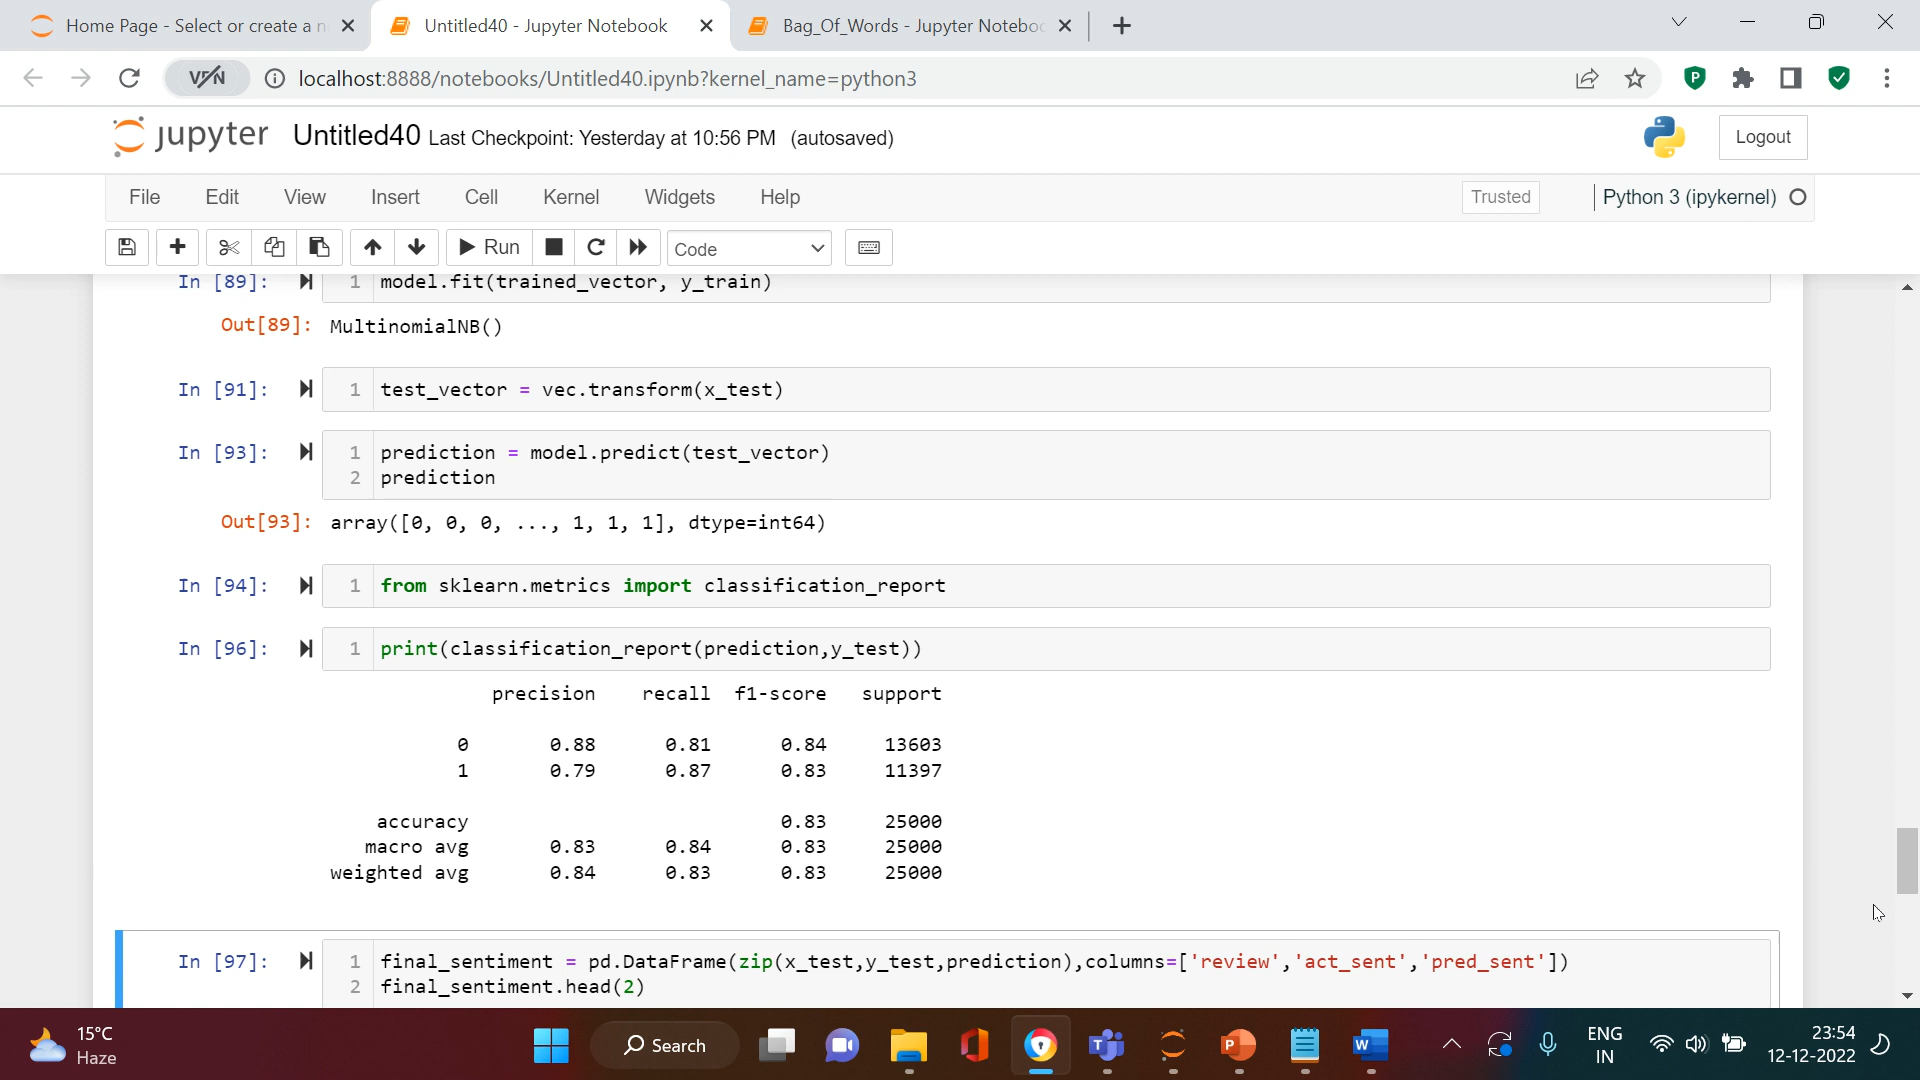 Home Page - Select or create a n
Untitled40 - Jupyter Notebook
Bag_Of_Words - Jupyter Noteboo
VPN
localhost:8888/notebooks/Untitled40.ipynb?kernel_name=python3
jupyter Untitled40 Last Checkpoint: Yesterday at 10:56 PM (autosaved)
Logout
File Edit View Insert Cell Kernel Widgets Help
Trusted
Python 3 (ipykernel)
Run
Code
In [89]: 1 model.fit(trained_vector, y_train)
Out[89]: MultinomialNB()
In [91]: 1 test_vector = vec.transform(x_test)
In [93]: 1 prediction = model.predict(test_vector)
2 prediction
Out[93]: array([0, 0, 0, ..., 1, 1, 1], dtype=int64)
In [94]: 1 from sklearn.metrics import classification_report
In [96]: 1 print(classification_report(prediction,y_test))
precision recall f1-score support
0 0.88 0.81 0.84 13603
1 0.79 0.87 0.83 11397
accuracy 0.83 25000
macro avg 0.83 0.84 0.83 25000
weighted avg 0.84 0.83 0.83 25000
In [97]: 1 final_sentiment = pd.DataFrame(zip(x_test,y_test,prediction),columns=['review','act_sent','pred_sent'])
2 final_sentiment.head(2)
15°C
Haze
Search
ENG
IN
23:54
12-12-2022